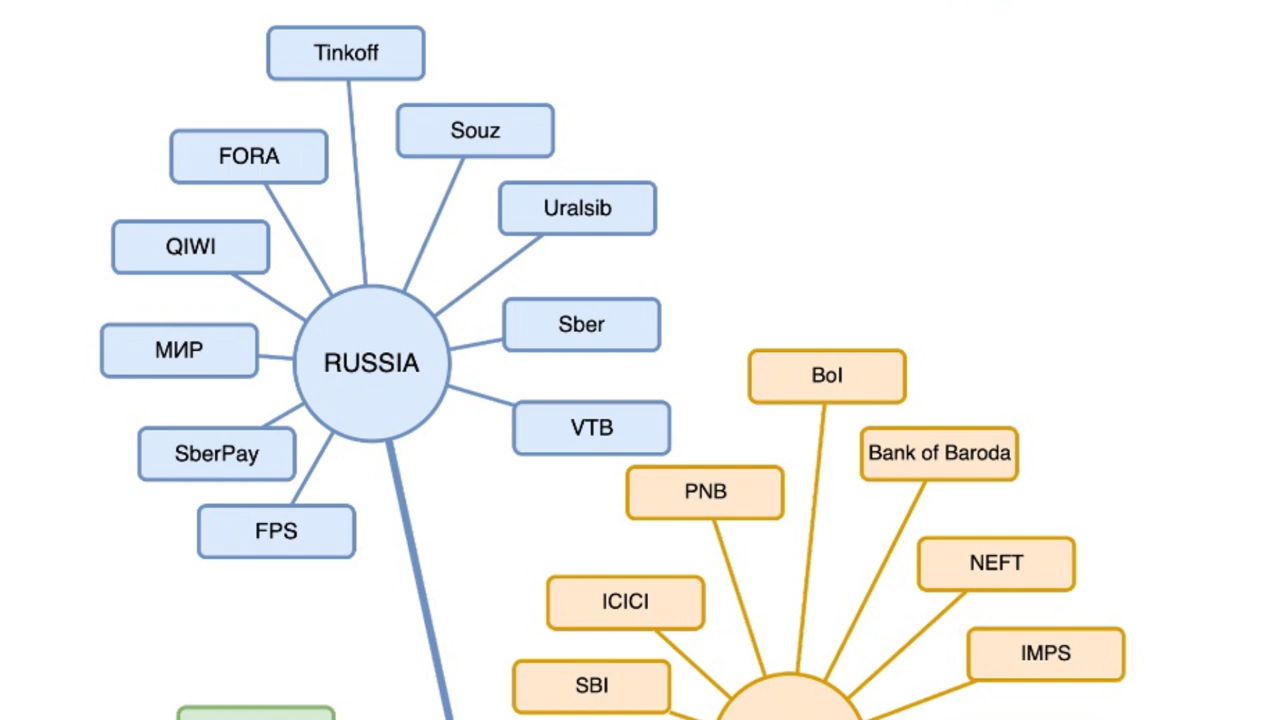 Tinkoff
Souz
FORA
Uralsib
QIWI
Sber
МИР
RUSSIA
BoI
VTB
SberPay
Bank of Baroda
PNB
FPS
NEFT
ICICI
IMPS
SBI